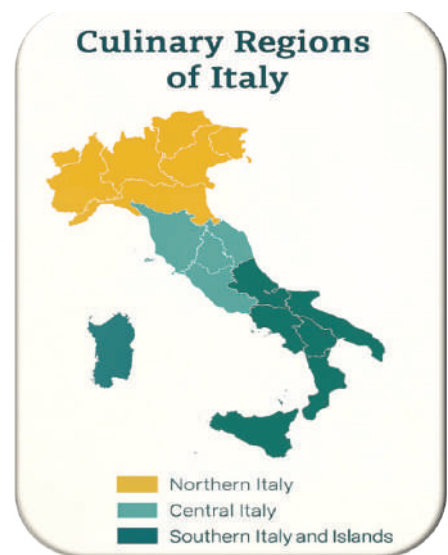 Culinary Regions
of Italy
Northern Italy
Central Italy
Southern Italy and Islands